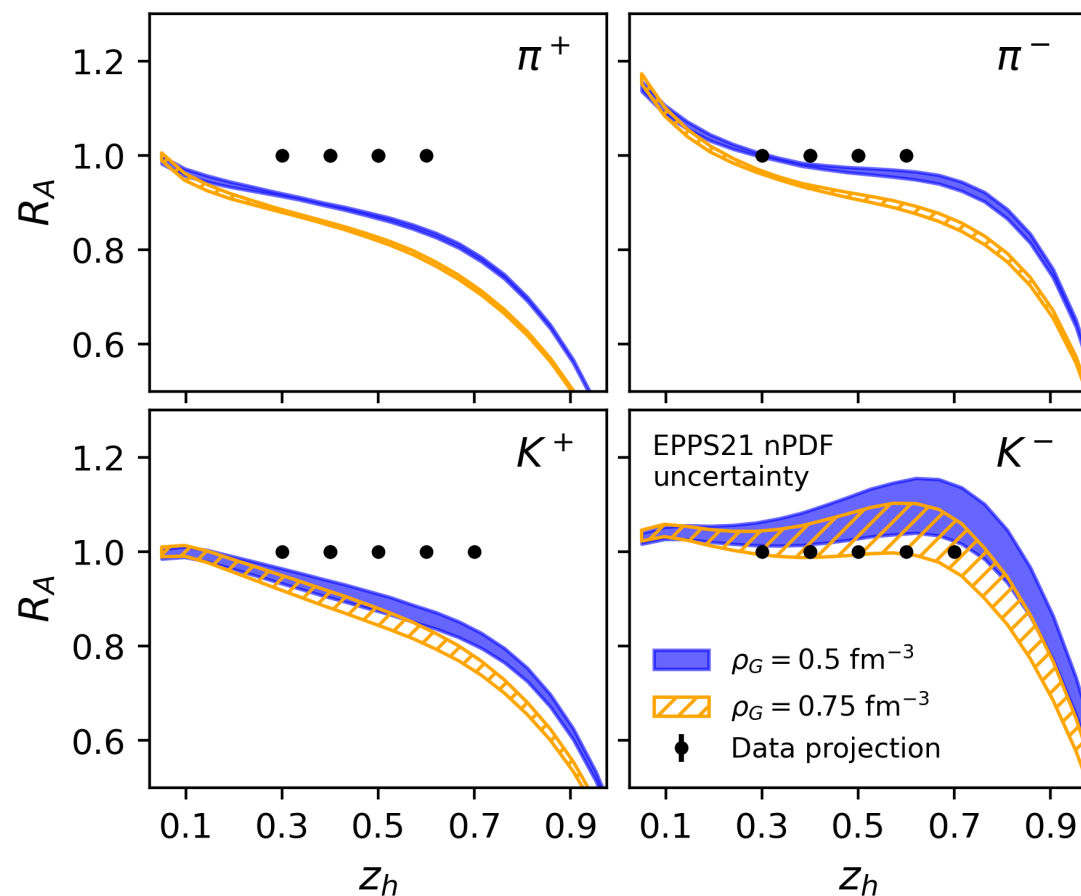 π⁺
π⁻
1.2
1.0
0.8
0.6
R_A
K⁺
EPPS21 nPDF
uncertainty
K⁻
1.2
1.0
0.8
0.6
R_A
ρ_G = 0.5 fm⁻³
ρ_G = 0.75 fm⁻³
Data projection
0.1 0.3 0.5 0.7 0.9
0.1 0.3 0.5 0.7 0.9
z_h
z_h